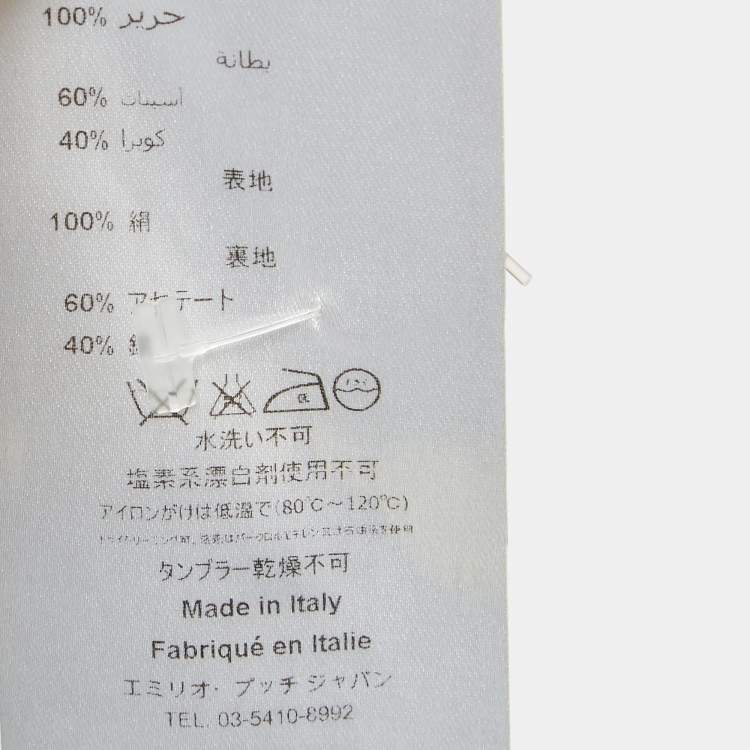 100% حرير
بطانة
60% أسيتات
40% كوبرا
表地
100% 絹
裏地
60% アセテート
40%
低
水洗い不可
塩素系漂白剤使用不可
アイロンがけは低温で(80℃～120℃)
タンブラー乾燥不可
Made in Italy
Fabriqué en Italie
エミリオ・プッチ ジャパン
TEL. 03-5410-8992